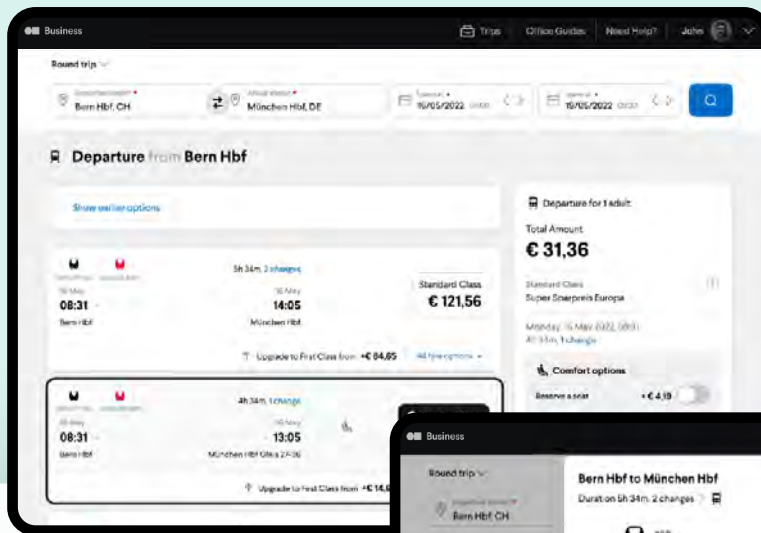 Business
Trips
Office Guides
Need Help?
John
Round trip
Bern Hbf, CH
München Hbf, DE
16/05/2022
19/05/2022
Departure from Bern Hbf
Show earlier options
5h 34m, 2 changes
16 May
16 May
08:31
14:05
Bern Hbf
München Hbf
Standard Class
€ 121,56
Upgrade to First Class from +€ 84,65
All fare options
4h 34m, 1 change
16 May
16 May
08:31
13:05
Bern Hbf
München Hbf Gleis 27-36
Upgrade to First Class from +€ 14,
Departure for 1 adult
Total Amount
€ 31,36
Standard Class
Super Sparpreis Europa
Monday, 16 May 2022, 08:31
4h 34m, 1 change
Comfort options
Reserve a seat
+ € 4,19
Business
Round trip
Bern Hbf, CH
Bern Hbf to München Hbf
Duration 5h 34m, 2 changes